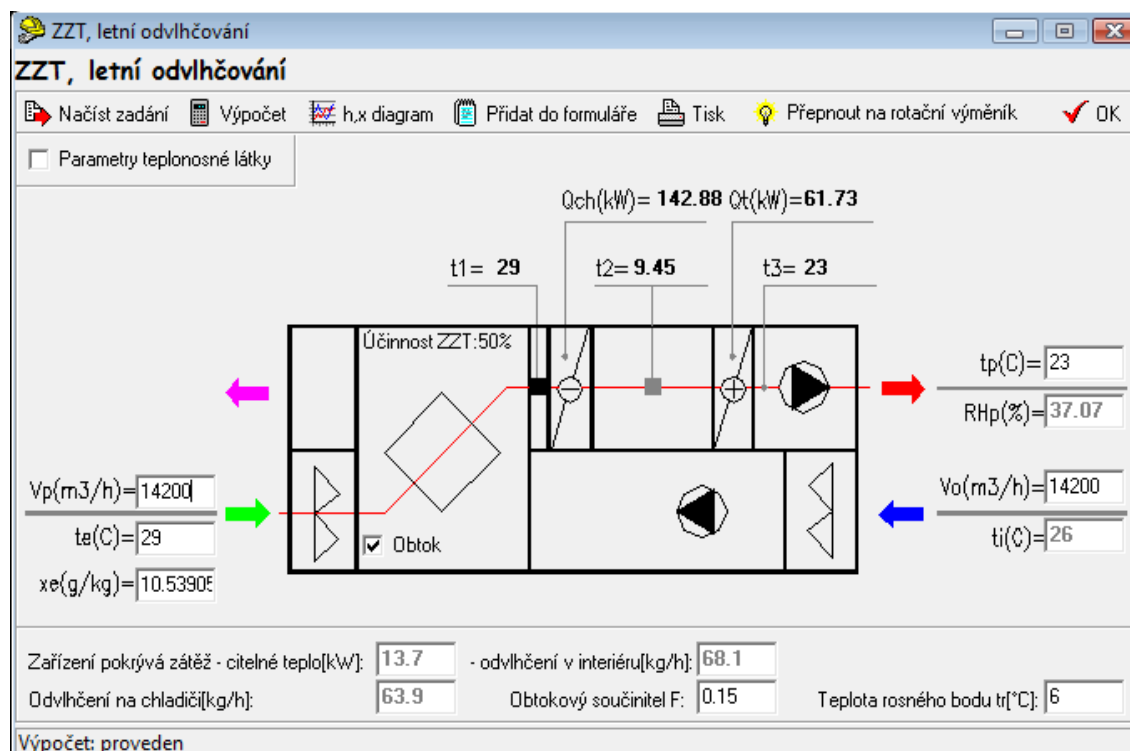 ZZT, letní odvlhčování
ZZT, letní odvlhčování
Načíst zadání Výpočet h,x diagram Přidat do formuláře Tisk Přepnout na rotační výměník OK
Parametry teplonosné látky
Qch(kW)= 142.88 Qt(kW)=61.73
t1= 29 t2= 9.45 t3= 23
Účinnost ZZT:50%
tp(C)= 23
RHp(%)= 37.07
Vp(m3/h)= 14200 Vo(m3/h)= 14200
te(C)= 29 Obtok ti(C)= 26
xe(g/kg)= 10.53905
Zařízení pokrývá zátěž - citelné teplo[kW]: 13.7 - odvlhčení v interiéru[kg/h]: 68.1
Odvlhčení na chladiči[kg/h]: 63.9 Obtokový součinitel F: 0.15 Teplota rosného bodu tr[°C]: 6
Výpočet: proveden